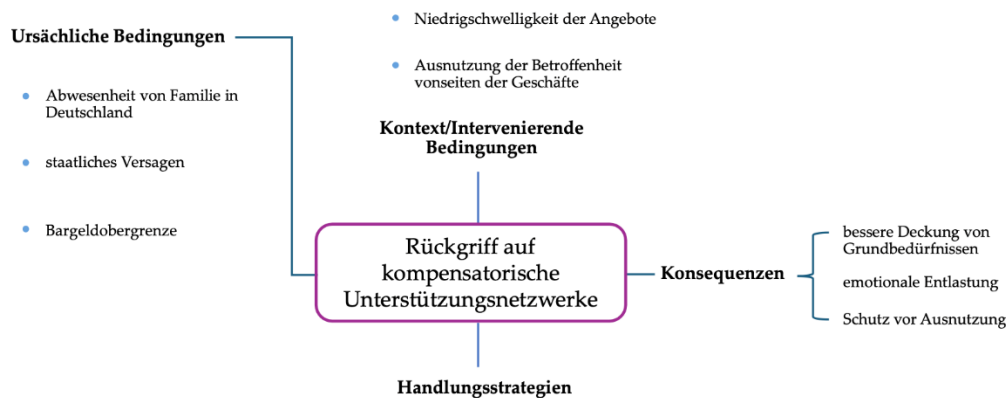 Niedrigschwelligkeit der Angebote
Ursächliche Bedingungen
Ausnutzung der Betroffenheit
vonseiten der Geschäfte
Abwesenheit von Familie in
Deutschland
Kontext/Intervenierende
Bedingungen
staatliches Versagen
Bargeldobergrenze
Rückgriff auf
kompensatorische
Unterstützungsnetzwerke
Konsequenzen
bessere Deckung von
Grundbedürfnissen
emotionale Entlastung
Schutz vor Ausnutzung
Handlungsstrategien